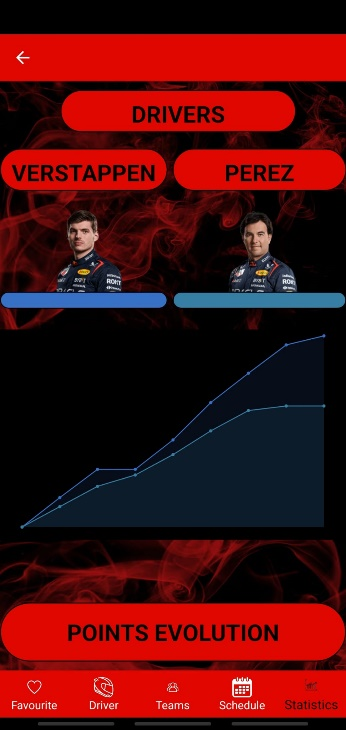 DRIVERS
VERSTAPPEN PEREZ
POINTS EVOLUTION
Favourite Driver Teams Schedule Statistics